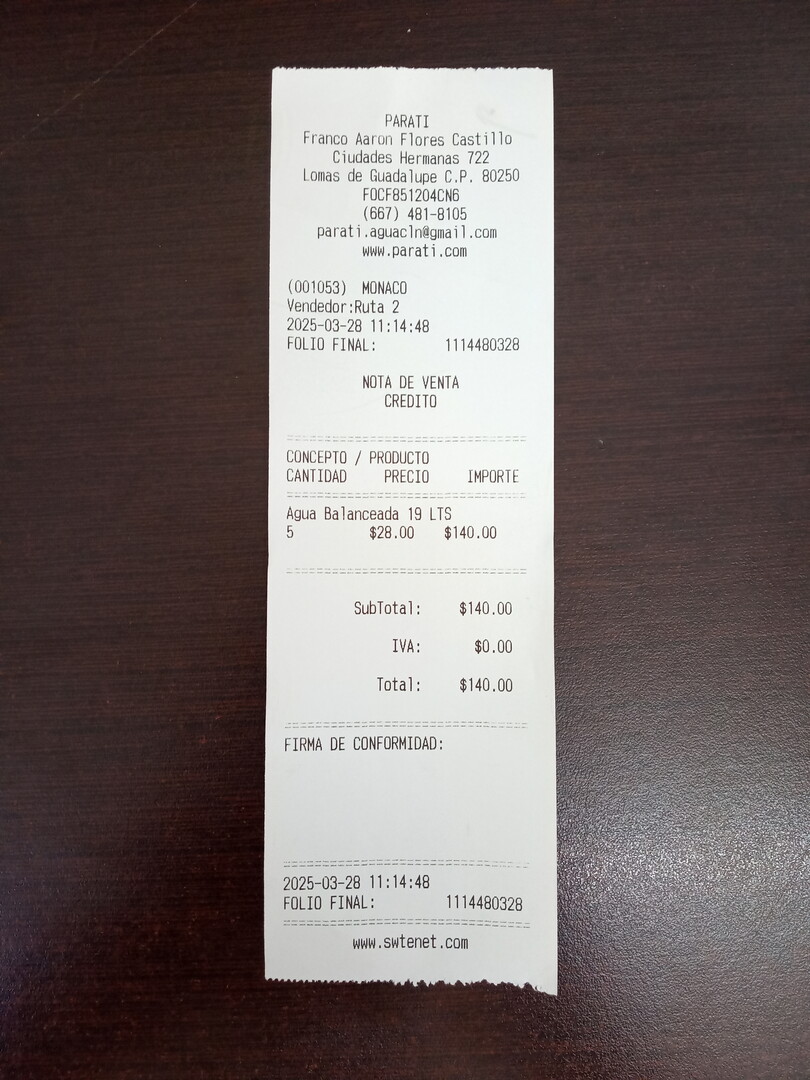 PARATI
Franco Aaron Flores Castillo
Ciudades Hermanas 722
Lomas de Guadalupe C.P. 80250
FOCF851204CN6
(667) 481-8105
parati.aguacln@gmail.com
www.parati.com
(001053) MONACO
Vendedor:Ruta 2
2025-03-28 11:14:48
FOLIO FINAL: 1114480328
NOTA DE VENTA
CREDITO
CONCEPTO / PRODUCTO
CANTIDAD PRECIO IMPORTE
Agua Balanceada 19 LTS
5 $28.00 $140.00
SubTotal: $140.00
IVA: $0.00
Total: $140.00
FIRMA DE CONFORMIDAD:
2025-03-28 11:14:48
FOLIO FINAL: 1114480328
www.swtenet.com